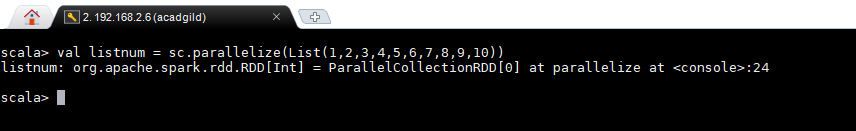 2. 192.168.2.6 (acadgild)
scala> val listnum = sc.parallelize(List(1,2,3,4,5,6,7,8,9,10))
listnum: org.apache.spark.rdd.RDD[Int] = ParallelCollectionRDD[0] at parallelize at <console>:24
scala>